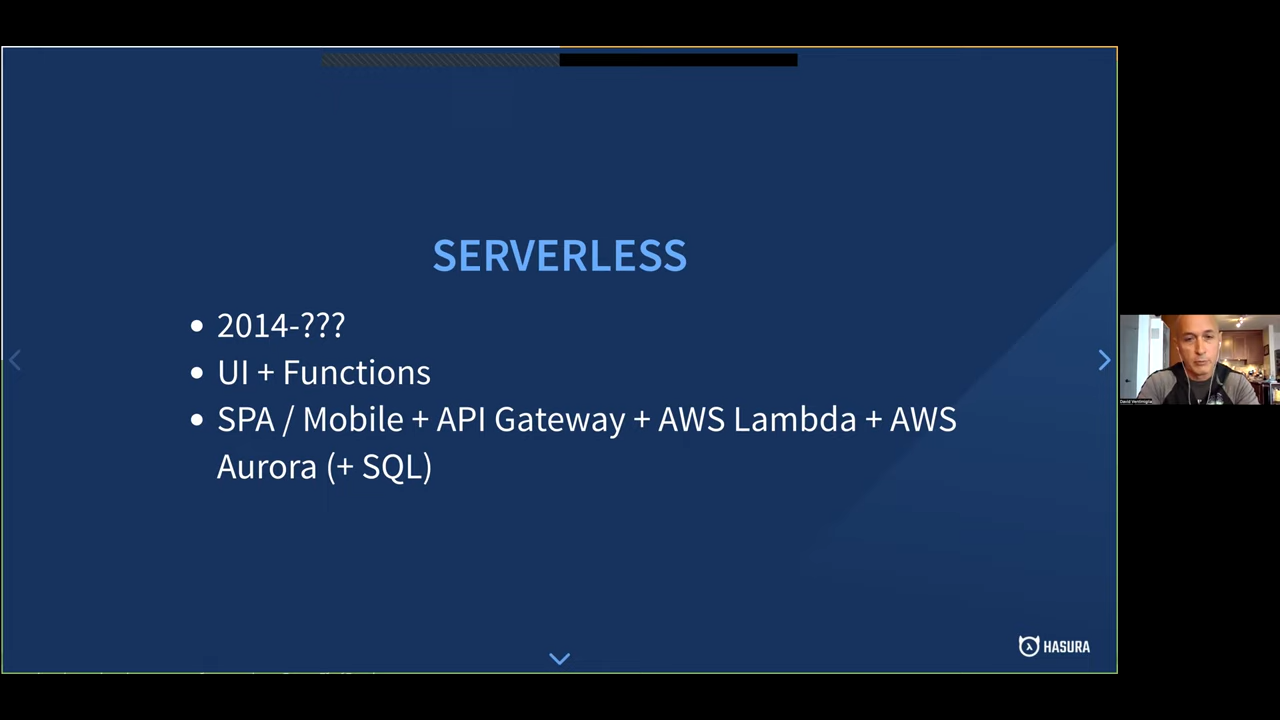 SERVERLESS
2014-???
UI + Functions
SPA / Mobile + API Gateway + AWS Lambda + AWS
Aurora (+ SQL)
HASURA